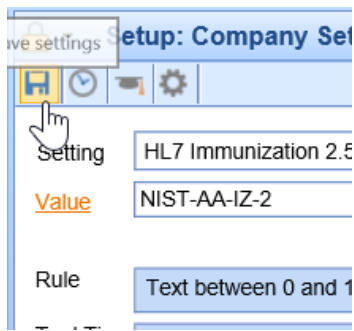 ave settings
etup: Company Set
Setting
HL7 Immunization 2.5
Value
NIST-AA-IZ-2
Rule
Text between 0 and 1